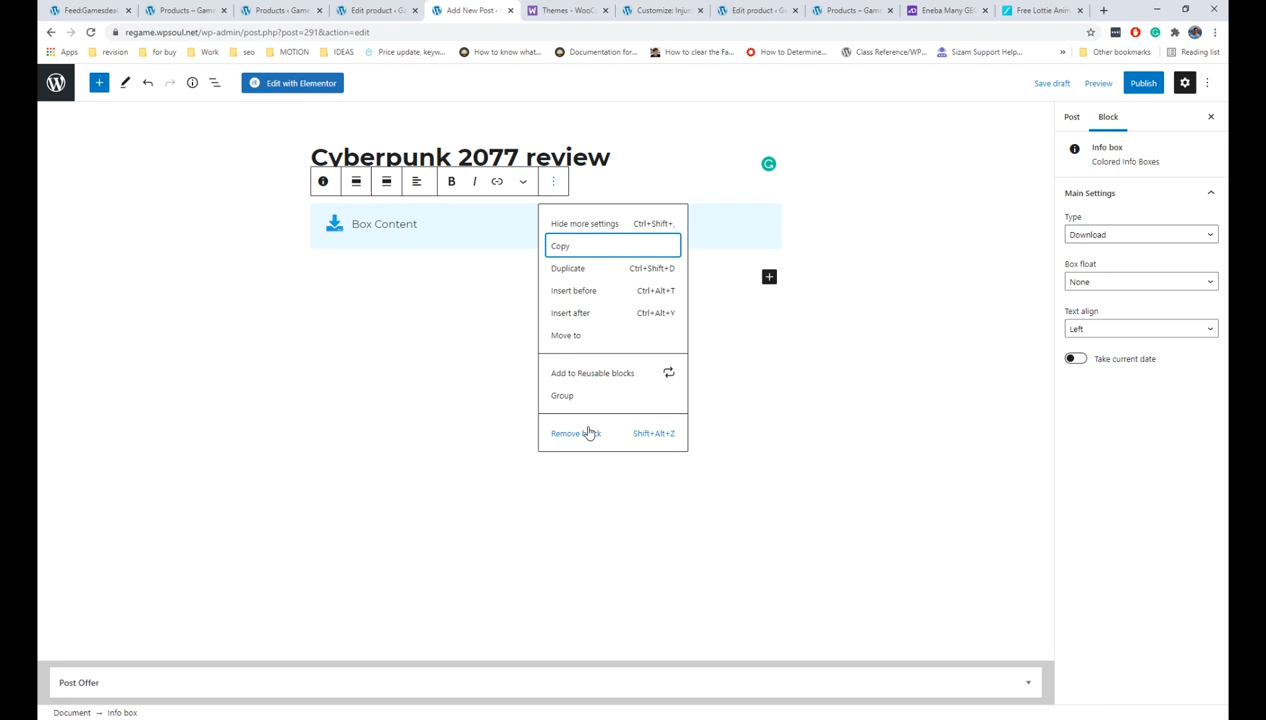 Feed:Gamesdeal
Products – Game
Products ‹ Game
Edit product ‹ Ga
Add New Post ‹ G
Themes - WooCo
Customize: Injus
Edit product ‹ Ga
Products – Game
Eneba Many GEO
Free Lottie Anim
regame.wpsoul.net/wp-admin/post.php?post=291&action=edit
Apps
revision
for buy
Work
seo
MOTION
IDEAS
Price update, keyw...
How to know what...
Documentation for...
How to clear the Fa...
How to Determine...
Class Reference/WP...
Sizam Support Help...
»
Other bookmarks
Reading list
Edit with Elementor
Save draft
Preview
Publish
Cyberpunk 2077 review
B I
Box Content
Hide more settings Ctrl+Shift+,
Copy
Duplicate Ctrl+Shift+D
Insert before Ctrl+Alt+T
Insert after Ctrl+Alt+Y
Move to
Add to Reusable blocks
Group
Remove block Shift+Alt+Z
Post
Block
Info box
Colored Info Boxes
Main Settings
Type
Download
Box float
None
Text align
Left
Take current date
Post Offer
Document → Info box